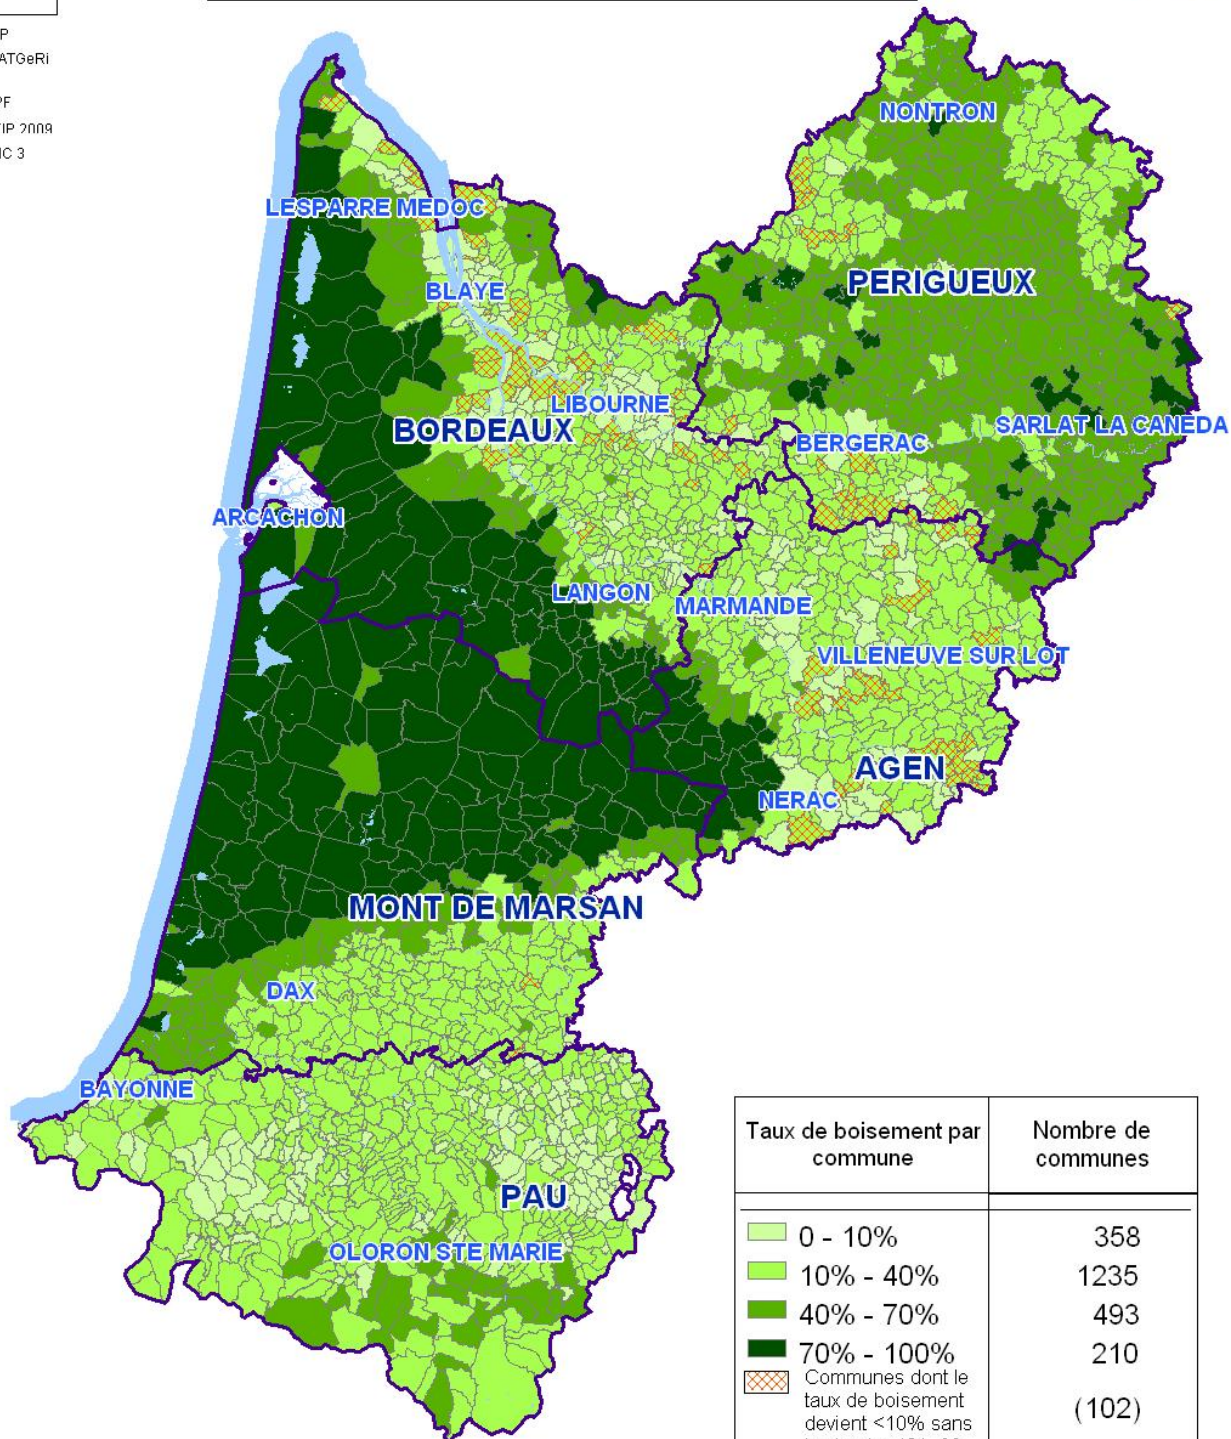 P
ATGeRi
PF
IP 2009
IC 3
NONTRON
LESPARRE MEDOC
PERIGUEUX
BLAYE
LIBOURNE
BORDEAUX
SARLAT LA CANEDA
BERGERAC
ARCACHON
LANGON
MARMANDE
VILLENEUVE SUR LOT
AGEN
NERAC
MONT DE MARSAN
DAX
BAYONNE
PAU
OLORON STE MARIE
Taux de boisement par
commune
Nombre de
communes
0 - 10% 358
10% - 40% 1235
40% - 70% 493
70% - 100% 210
Communes dont le
taux de boisement
devient <10% sans
(102)